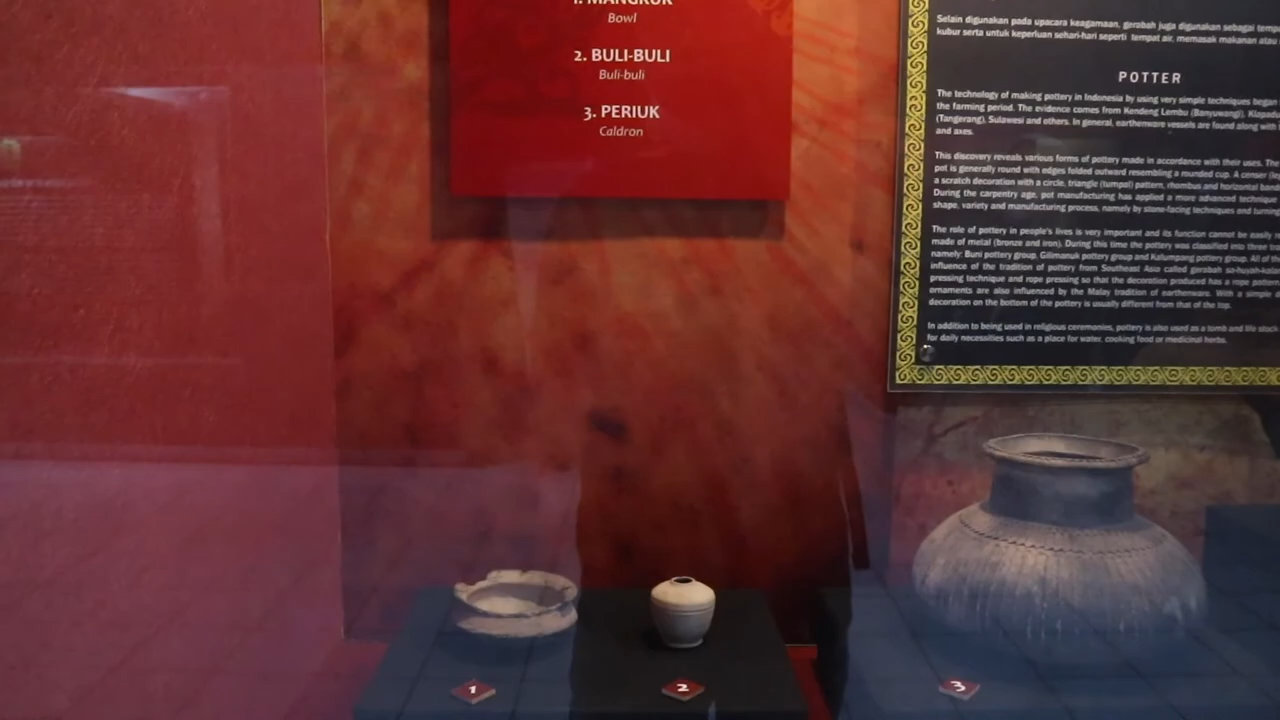 1. MANGKUK
Bowl
2. BULI-BULI
Buli-buli
3. PERIUK
Caldron
Selain digunakan pada upacara keagamaan, gerabah juga digunakan sebagai
kubur serta untuk keperluan sehari-hari seperti tempat air, memasak makanan atau
POTTER
The technology of making pottery in Indonesia by using very simple techniques began
the farming period. The evidence comes from Kendeng Lembu (Banyuwangi),
(Tangerang), Sulawesi and others. In general, earthenware vessels are found along with
and axes.
This discovery reveals various forms of pottery made in accordance with their uses. The
pot is generally round with edges folded outward resembling a rounded cup. A censer
a scratch decoration with a circle, triangle (tumpal) pattern, rhombus and horizontal
During the carpentry age, pot manufacturing has applied a more advanced technique
shape, variety and manufacturing process, namely by stone-facing techniques and turning
The role of pottery in people's lives is very important and its function cannot be easily
made of metal (bronze and iron). During this time the pottery was classified into three
namely: Buni pottery group, Gilimanuk pottery group and Kalumpang pottery group. All of
influence of the tradition of pottery from Southeast Asia called gerabah
pressing technique and rope pressing so that the decoration produced has a rope
ornaments are also influenced by the Malay tradition of earthenware. With a simple
decoration on the bottom of the pottery is usually different from that of the top.
In addition to being used in religious ceremonies, pottery is also used as a tomb and life
for daily necessities such as a place for water, cooking food or medicinal herbs.
1
2
3